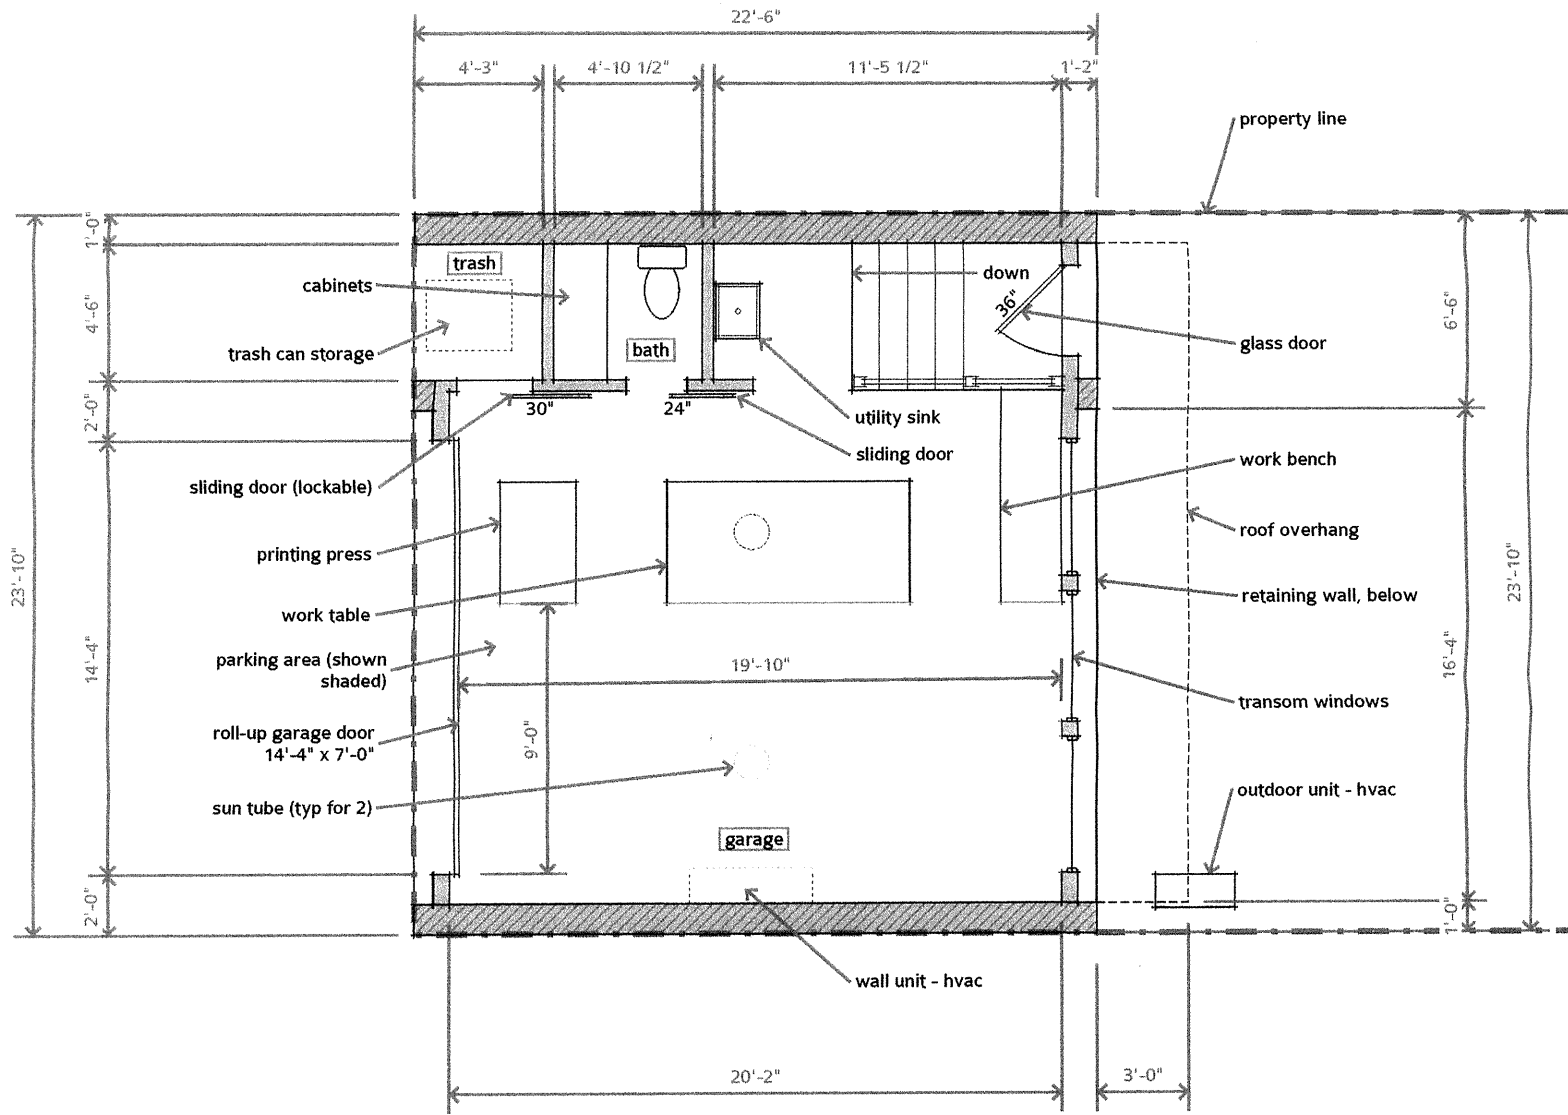 22'-6"
4'-3"
4'-10 1/2"
11'-5 1/2"
1'-2"
property line
1'-0"
trash
down
cabinets
4'-6"
36"
6'-6"
trash can storage
bath
glass door
2'-0"
30"
24"
utility sink
sliding door
work bench
sliding door (lockable)
roof overhang
printing press
23'-10"
23'-10"
retaining wall, below
work table
parking area (shown
shaded)
14'-4"
19'-10"
16'-4"
transom windows
roll-up garage door
14'-4" x 7'-0"
9'-0"
outdoor unit - hvac
sun tube (typ for 2)
garage
2'-0"
1'-0"
wall unit - hvac
20'-2"
3'-0"